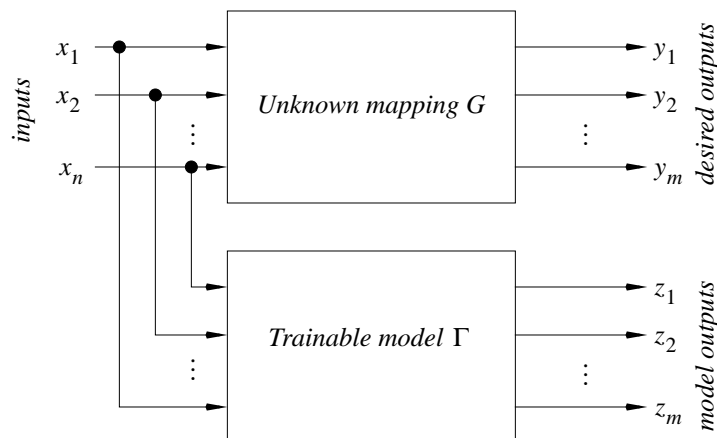 inputs
x1
x2
⋮
xn
Unknown mapping G
y1
y2
⋮
ym
desired outputs
Trainable model Γ
⋮
z1
z2
⋮
zm
model outputs